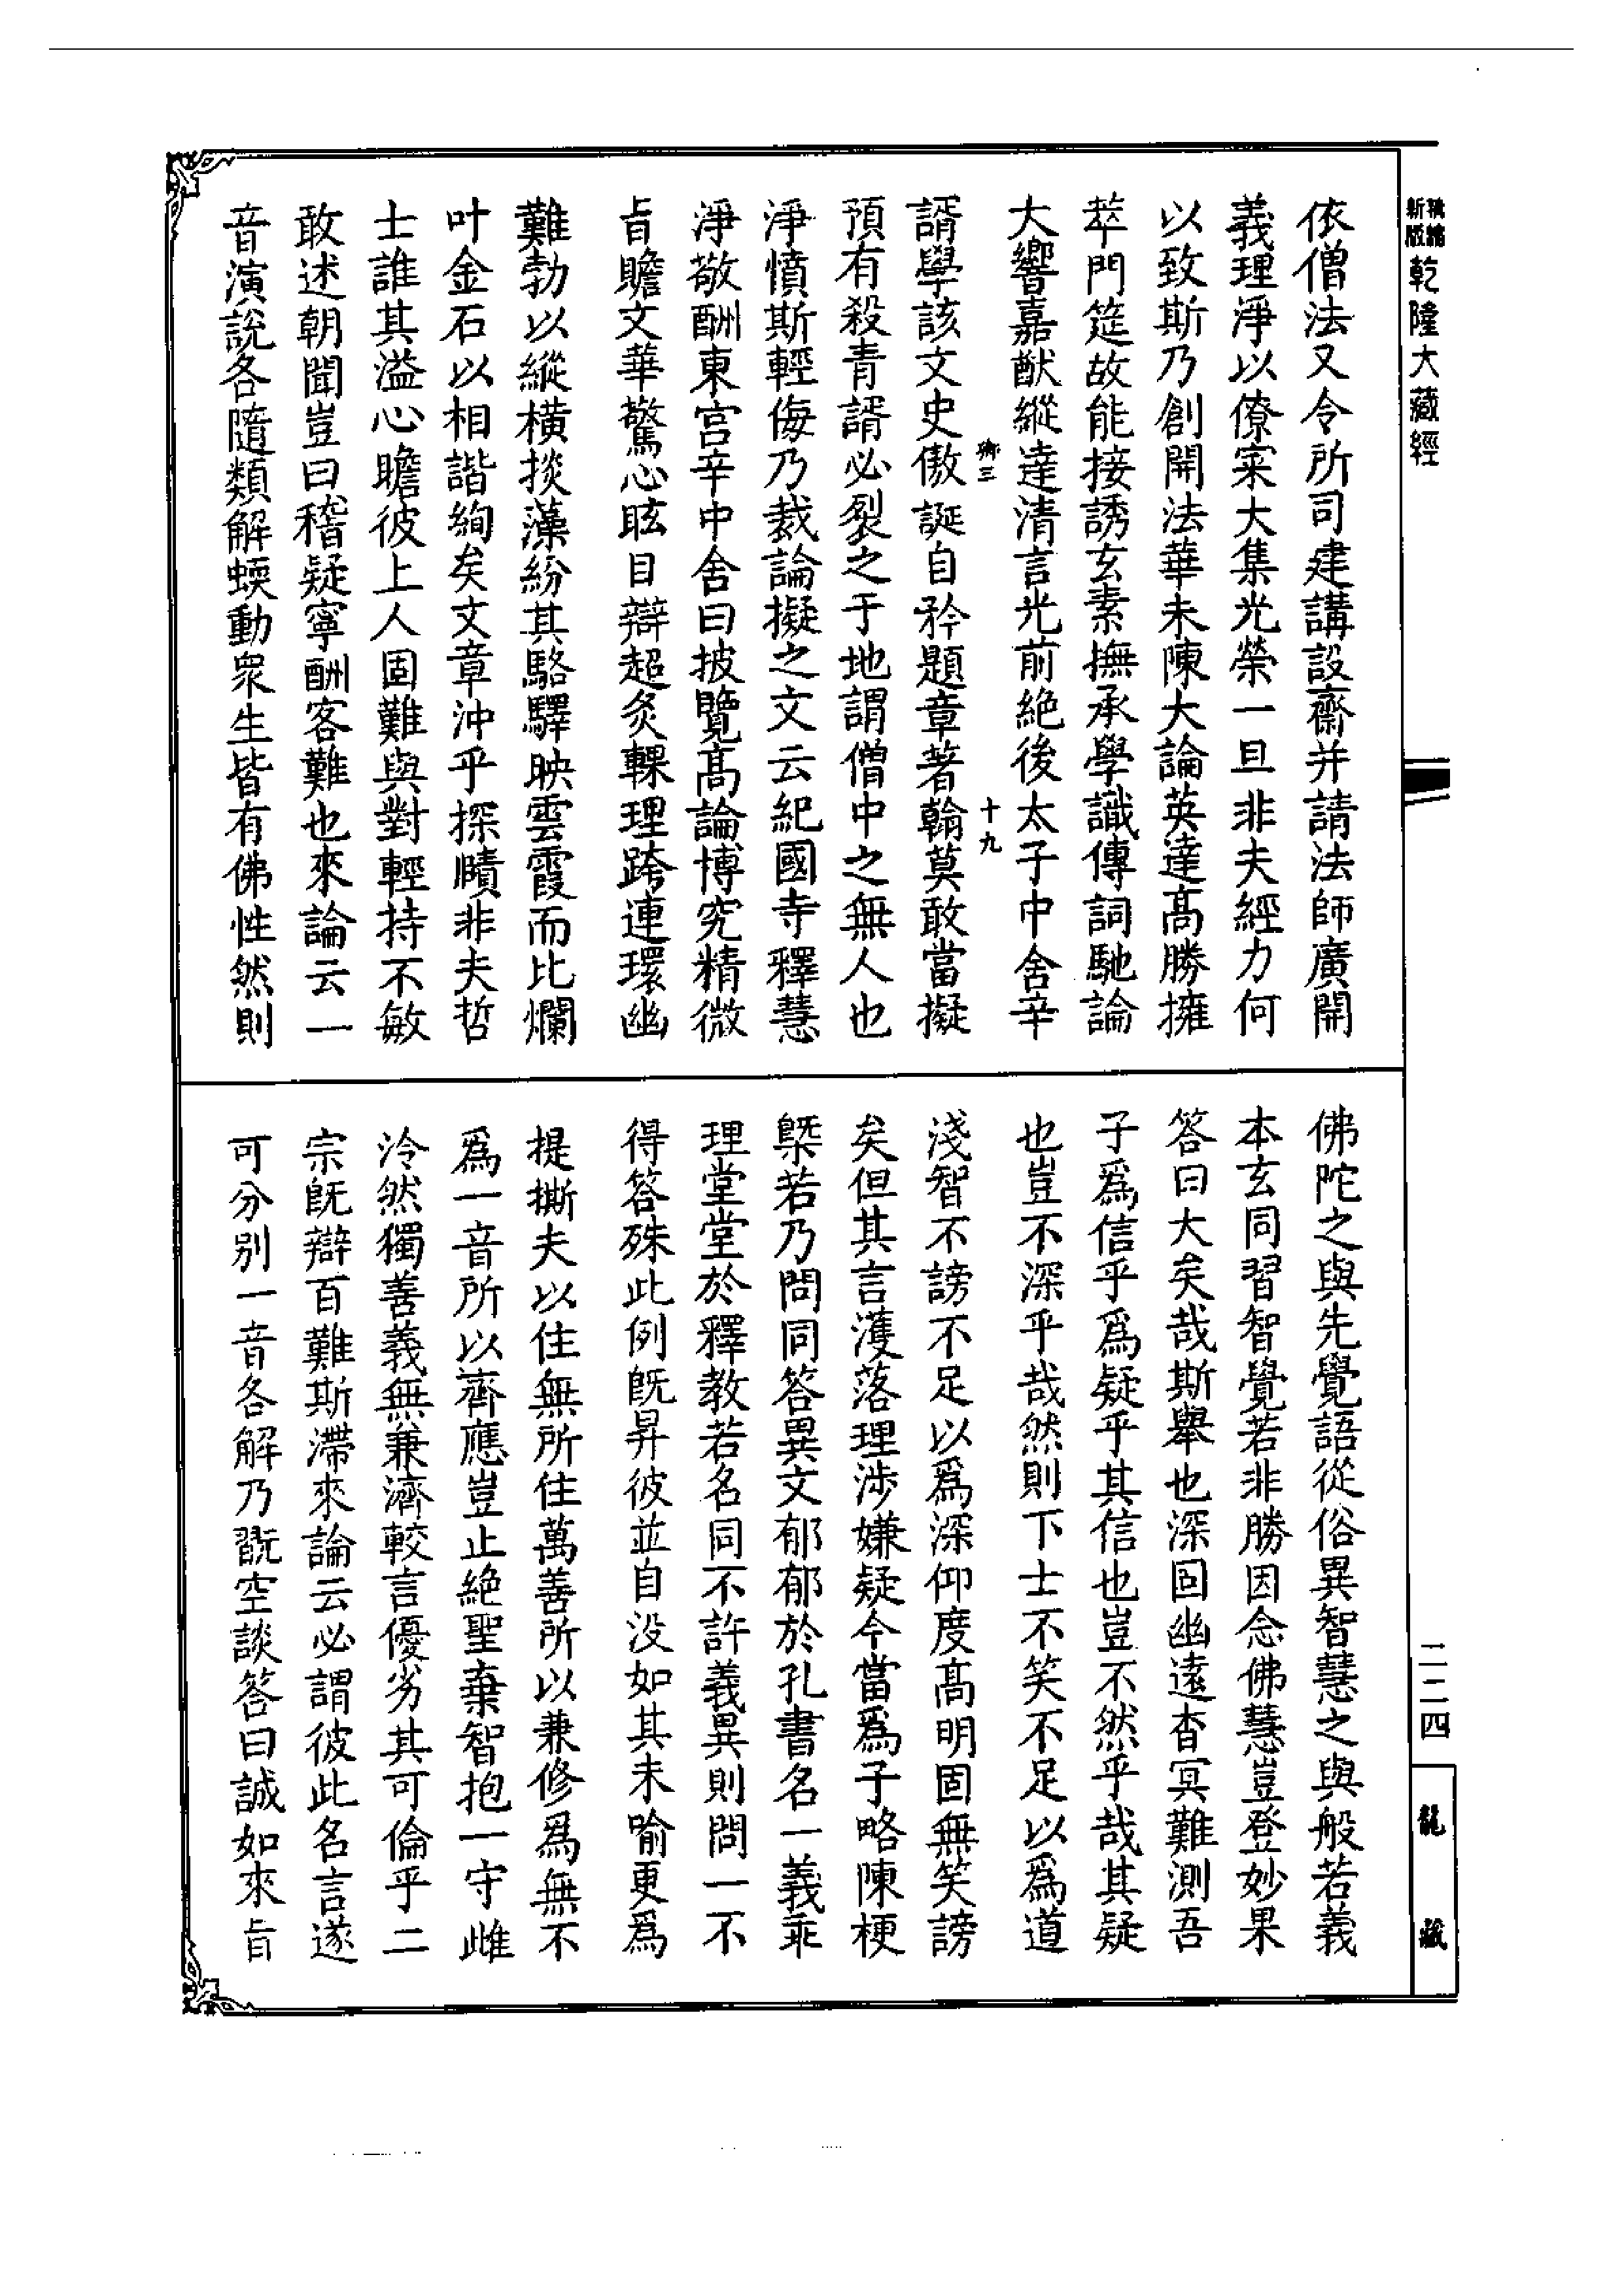 新版精縮乾隆大藏經
依僧法又令所司建講設齋并請法師廣開
義理淨以僚寀大集光榮一旦非夫經力何
以致斯乃創開法華末陳大論英達高勝擁
萃門筵故能接誘玄素撫承學識傳詞馳論
大響嘉猷縱達清言光前絶後太子中舍辛
鄉三 十九
諝學該文史傲誕自矜題章著翰莫敢當擬
預有殺青諝必裂之于地謂僧中之無人也
淨憤斯輕侮乃裁論擬之文云紀國寺釋慧
淨敬酬東宫辛中舍曰披覽高論博究精微
旨贍文華驚心眩目辯超炙輠理跨連環幽
難勃以縱橫掞藻紛其駱驛映雲霞而比爛
叶金石以相諧絢矣文章沖乎探賾非夫哲
士誰其溢心瞻彼上人固難與對輕持不敏
敢述朝聞豈曰稽疑寧酬客難也來論云一
音演說各隨類解蝡動衆生皆有佛性然則
佛陀之與先覺語從俗異智慧之與般若義
本玄同習智覺若非勝因念佛慧豈登妙果
答曰大矣哉斯舉也深固幽遠杳冥難測吾
子爲信乎爲疑乎其信也豈不然乎哉其疑
也豈不深乎哉然則下士不笑不足以爲道
淺智不謗不足以爲深仰度高明固無笑謗
矣但其言濩落理涉嫌疑今當爲子略陳梗
槩若乃問同答異文郁郁於孔書名一義乖
理堂堂於釋教若名同不許義異則問一不
得答殊此例旣昇彼並自没如其未喻更爲
提撕夫以住無所住萬善所以兼修爲無不
爲一音所以齊應豈止絶聖棄智抱一守雌
泠然獨善義無兼濟較言優劣其可倫乎二
宗旣辯百難斯滯來論云必謂彼此名言遂
可分别一音各解乃翫空談答曰誠如來旨
二二四
龍藏